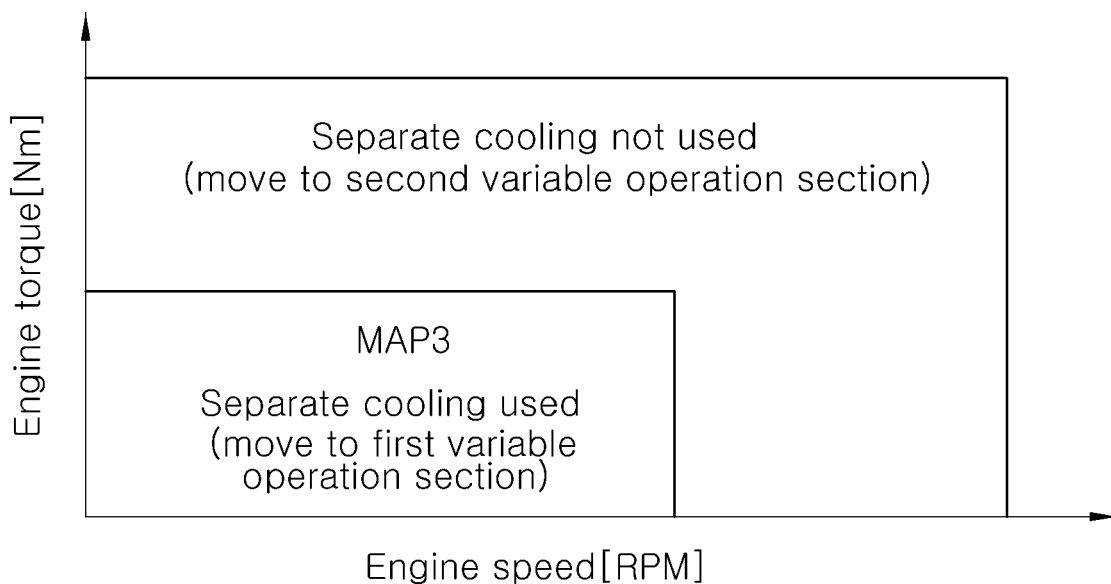 Engine torque[Nm]
Separate cooling not used
(move to second variable operation section)
MAP3
Separate cooling used
(move to first variable
operation section)
Engine speed[RPM]